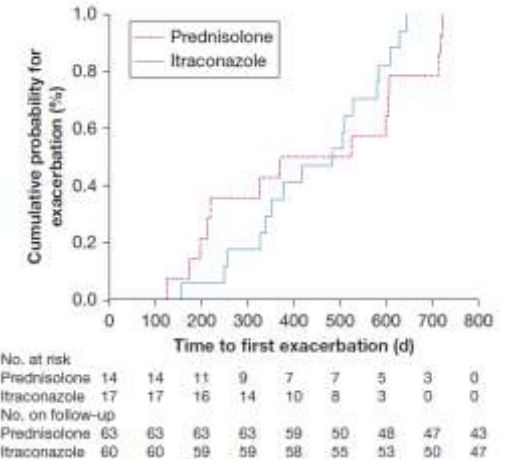 Cumulative probability for
exacerbation (%)
1.0
0.8
0.6
0.4
0.2
0.0
Prednisolone
Itraconazole
0 100 200 300 400 500 600 700 800
Time to first exacerbation (d)
No. at risk
Prednisolone 14 14 11 9 7 7 5 3 0
Itraconazole 17 17 16 14 10 8 3 0 0
No. on follow-up
Prednisolone 63 63 63 63 59 50 48 47 43
Itraconazole 60 60 59 59 58 55 53 50 47